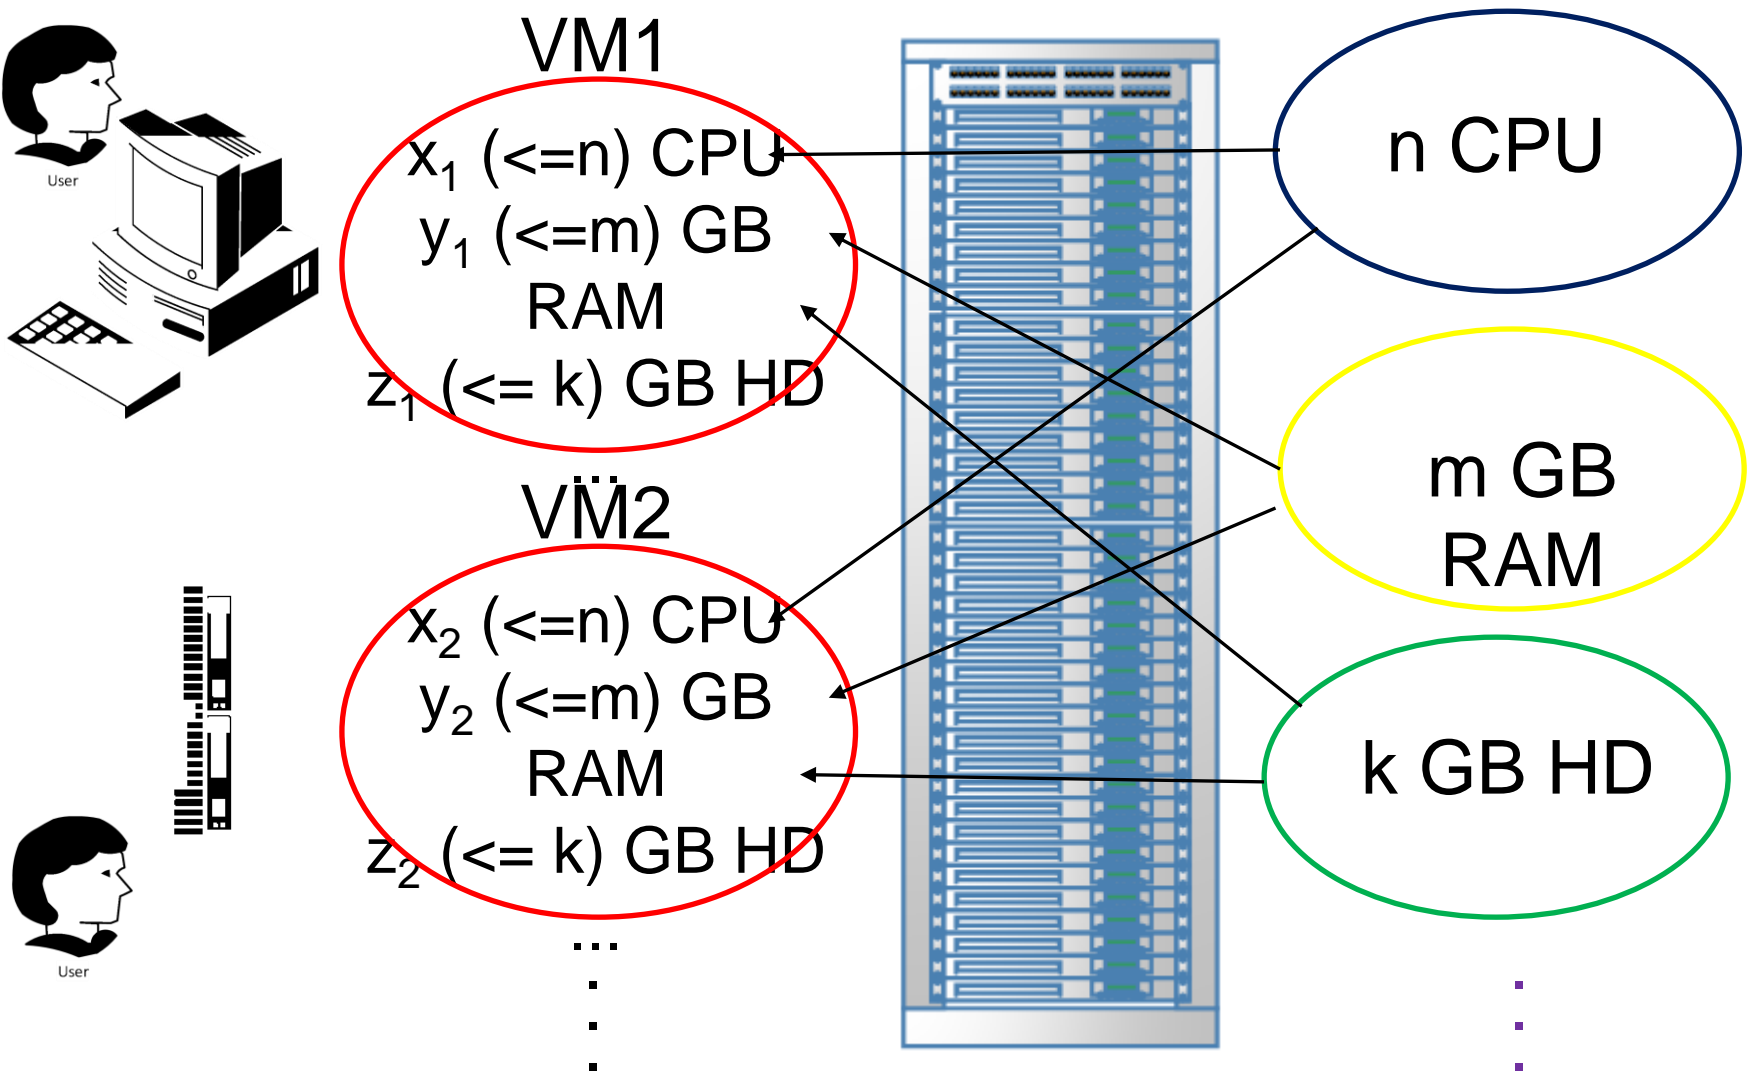 User
VM1
x₁ (<=n) CPU
y₁ (<=m) GB
RAM
z₁ (<= k) GB HD
...
VM2
x₂ (<=n) CPU
y₂ (<=m) GB
RAM
z₂ (<= k) GB HD
...
.
.
.
User
n CPU
m GB
RAM
k GB HD
.
.
.